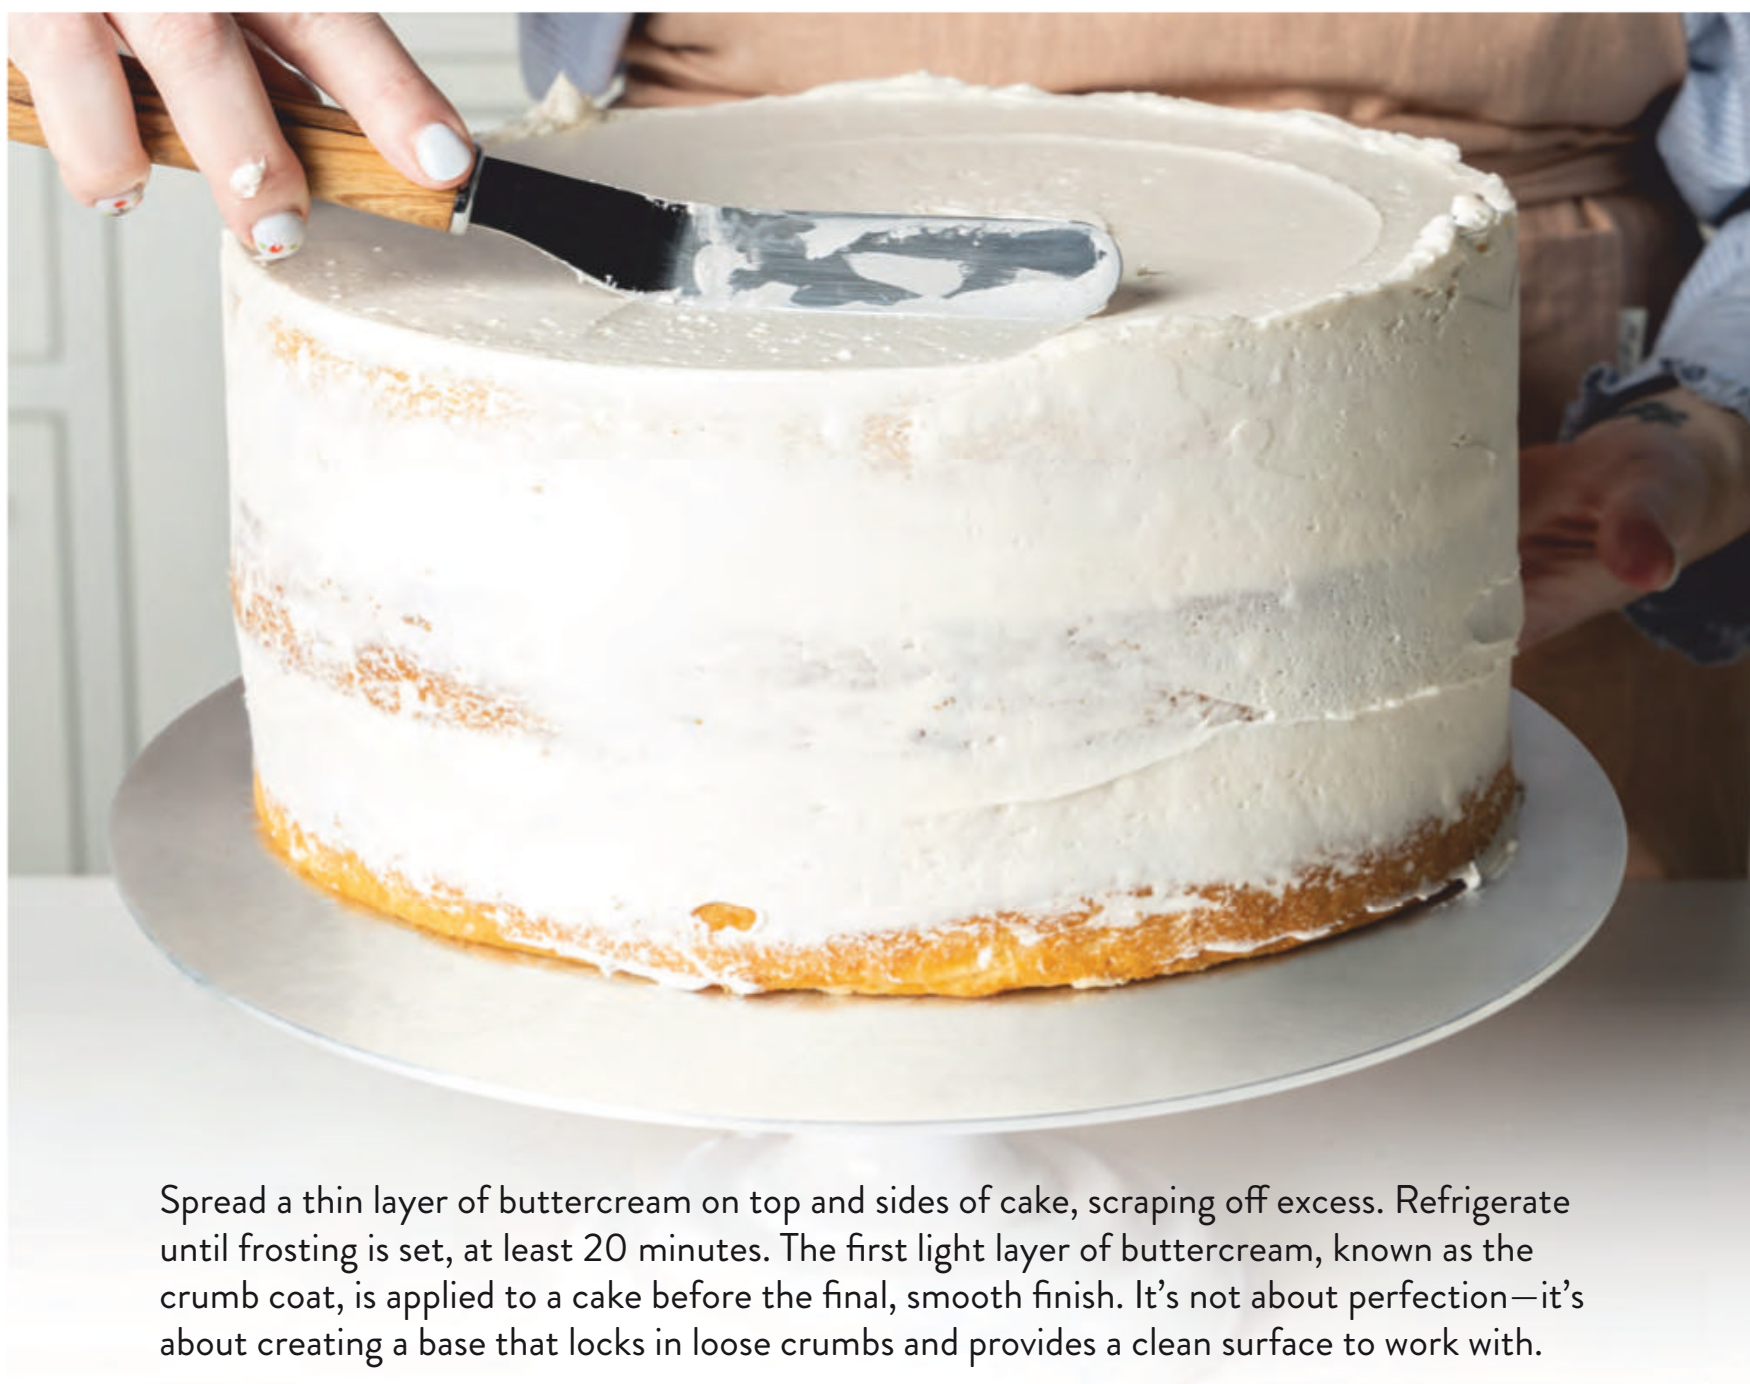 Spread a thin layer of buttercream on top and sides of cake, scraping off excess. Refrigerate
until frosting is set, at least 20 minutes. The first light layer of buttercream, known as the
crumb coat, is applied to a cake before the final, smooth finish. It’s not about perfection—it’s
about creating a base that locks in loose crumbs and provides a clean surface to work with.